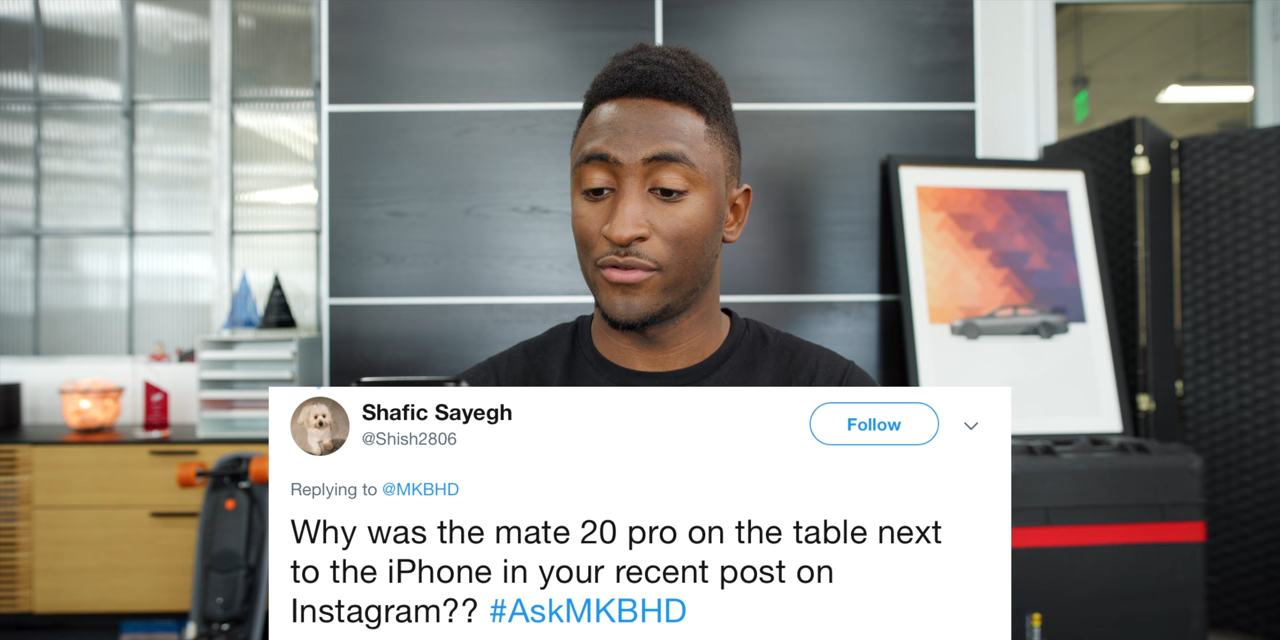 Shafic Sayegh
@Shish2806
Follow
Replying to @MKBHD
Why was the mate 20 pro on the table next
to the iPhone in your recent post on
Instagram?? #AskMKBHD